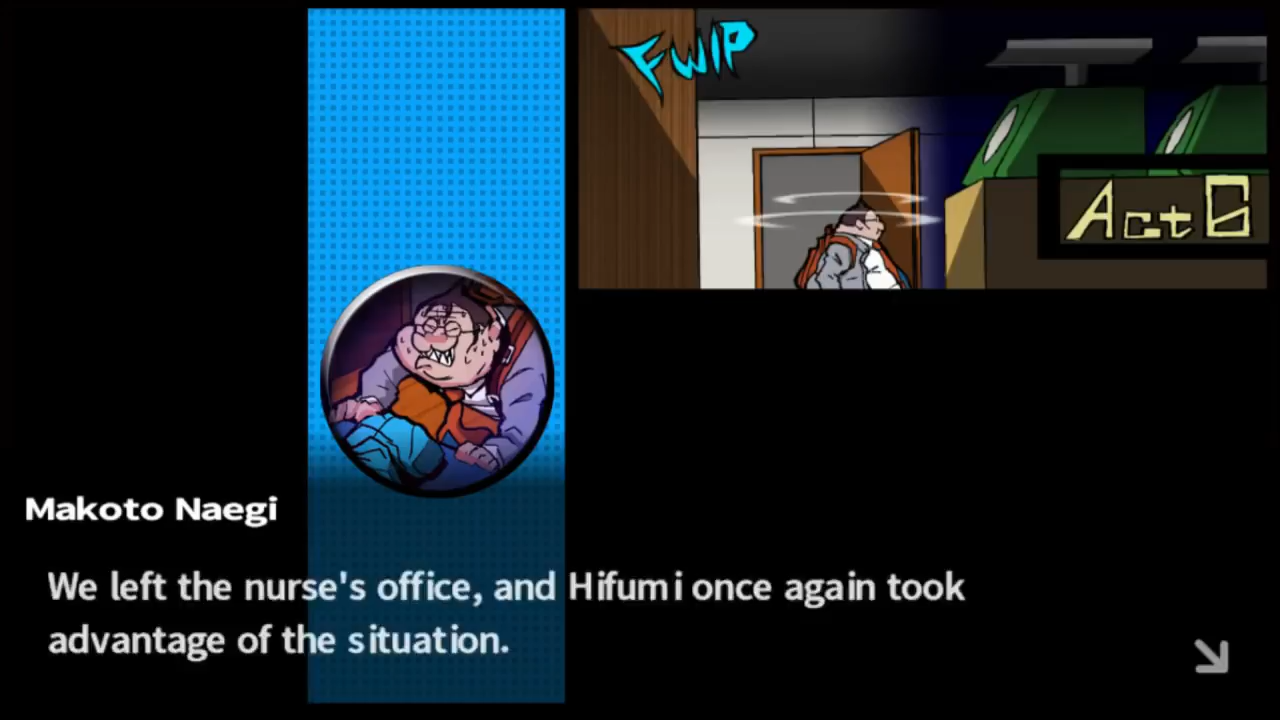 FWIP
Act 6
Makoto Naegi
We left the nurse's office, and Hifumi once again took
advantage of the situation.